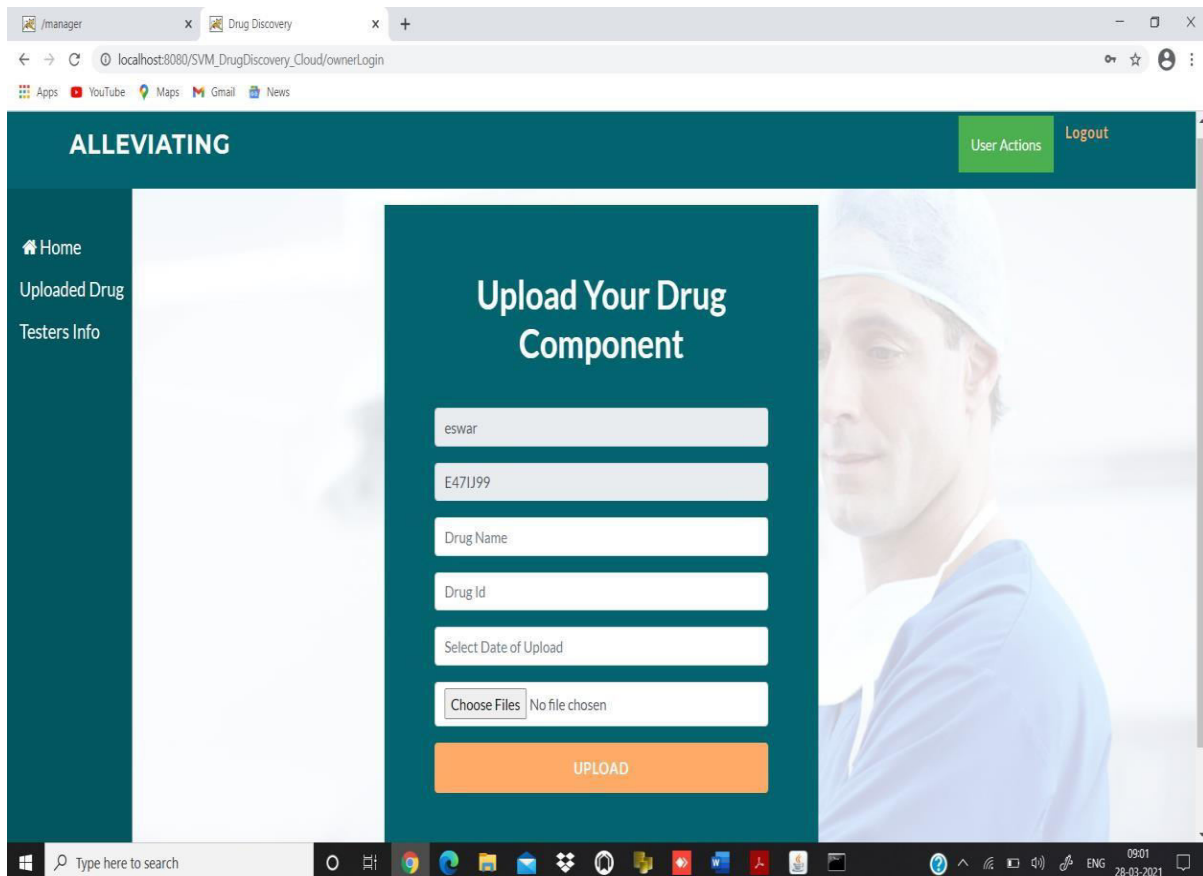 /manager
Drug Discovery
localhost:8080/SVM_DrugDiscovery_Cloud/ownerLogin
Apps YouTube Maps Gmail News
ALLEVIATING
User Actions
Logout
Home
Uploaded Drug
Testers Info
Upload Your Drug
Component
eswar
E47IJ99
Drug Name
Drug Id
Select Date of Upload
Choose Files No file chosen
UPLOAD
Type here to search
ENG
09:01
28-03-2021